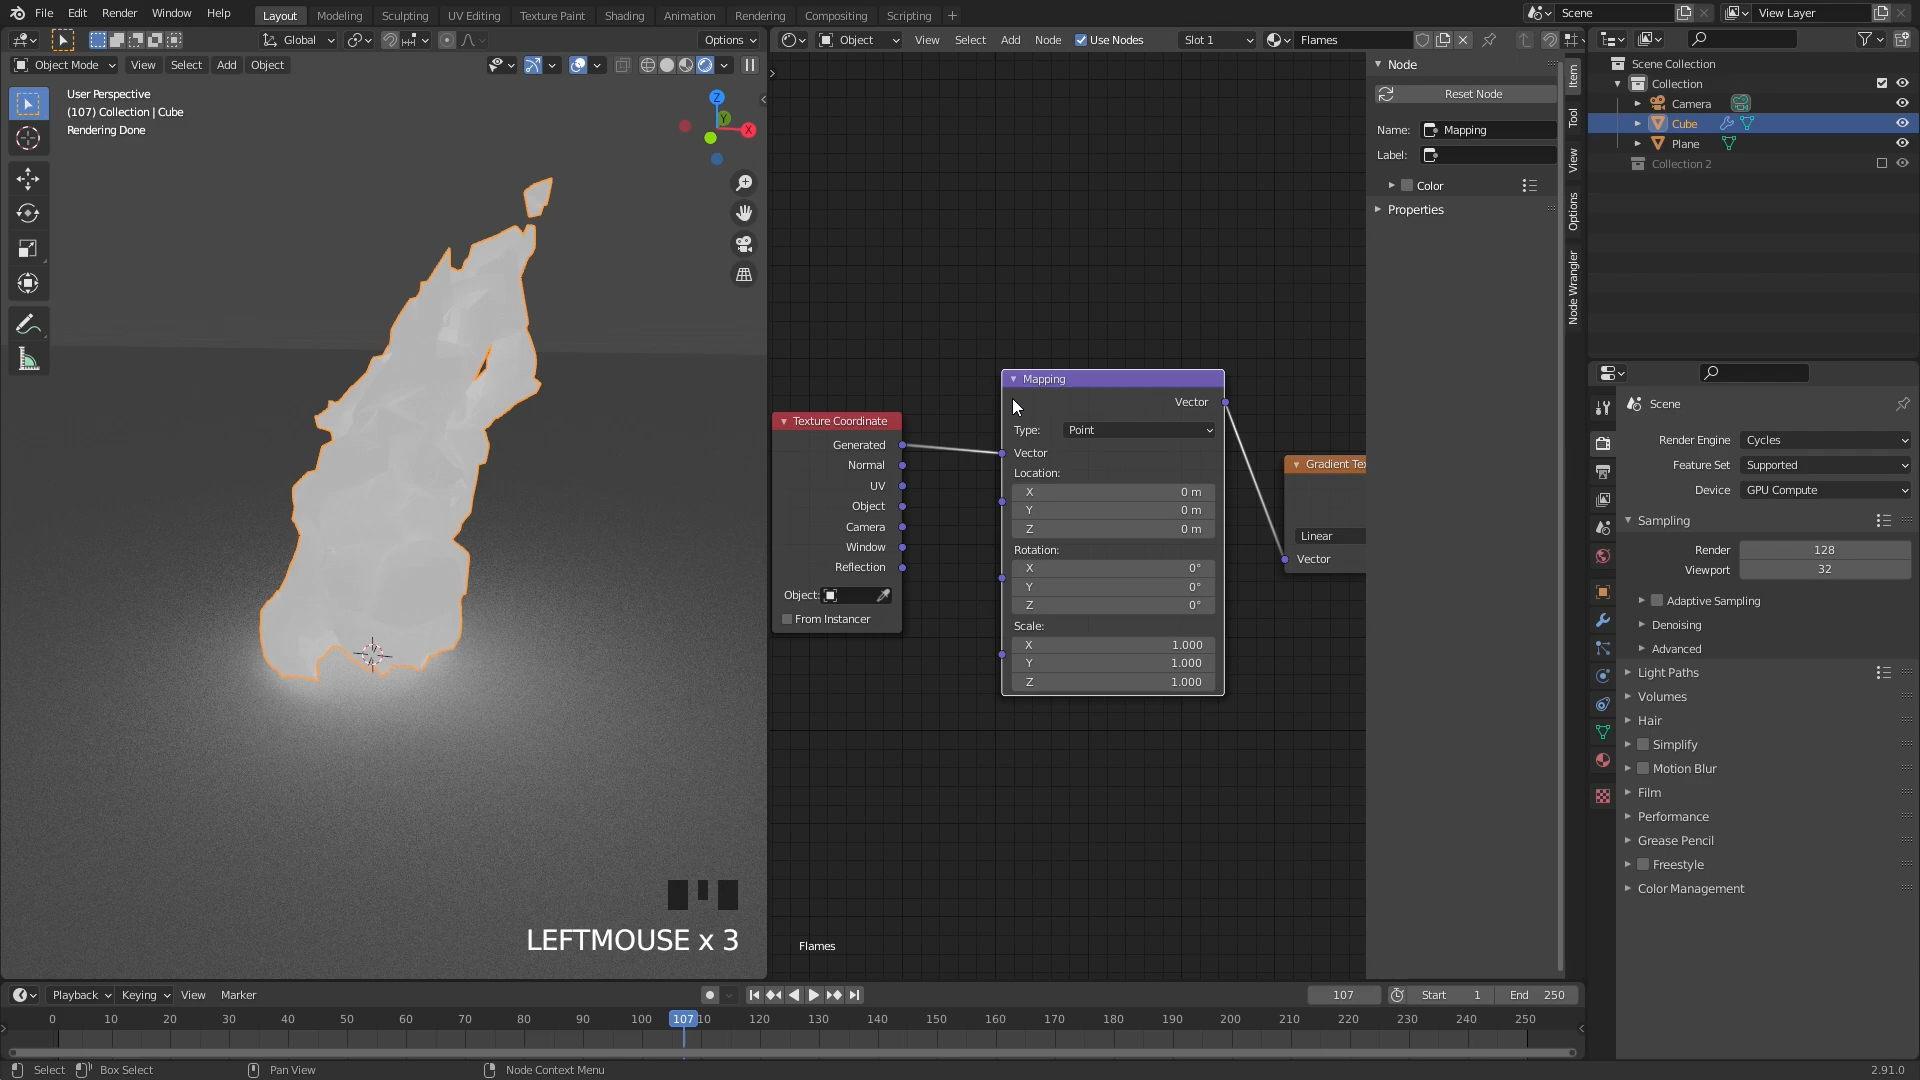 File Edit Render Window Help Layout Modeling Sculpting UV Editing Texture Paint Shading Animation Rendering Compositing Scripting + Scene View Layer
Global Options
Object View Select Add Node Use Nodes Slot 1 Flames
Object Mode View Select Add Object
User Perspective
(107) Collection | Cube
Rendering Done
Z
Y
X
Texture Coordinate
Generated
Normal
UV
Object
Camera
Window
Reflection
Object:
From Instancer
Mapping
Vector
Type: Point
Vector
Location:
X 0 m
Y 0 m
Z 0 m
Rotation:
X 0°
Y 0°
Z 0°
Scale:
X 1.000
Y 1.000
Z 1.000
Gradient Tex
Linear
Vector
Flames
LEFTMOUSE x 3
Node
Reset Node
Name: Mapping
Label:
Color
Properties
Item
Tool
View
Options
Node Wrangler
Scene Collection
Collection
Camera
Cube
Plane
Collection 2
Scene
Render Engine Cycles
Feature Set Supported
Device GPU Compute
Sampling
Render 128
Viewport 32
Adaptive Sampling
Denoising
Advanced
Light Paths
Volumes
Hair
Simplify
Motion Blur
Film
Performance
Grease Pencil
Freestyle
Color Management
Playback Keying View Marker 107 Start 1 End 250
0 10 20 30 40 50 60 70 80 90 100 107 10 120 130 140 150 160 170 180 190 200 210 220 230 240 250
Select Box Select Pan View Node Context Menu 2.91.0